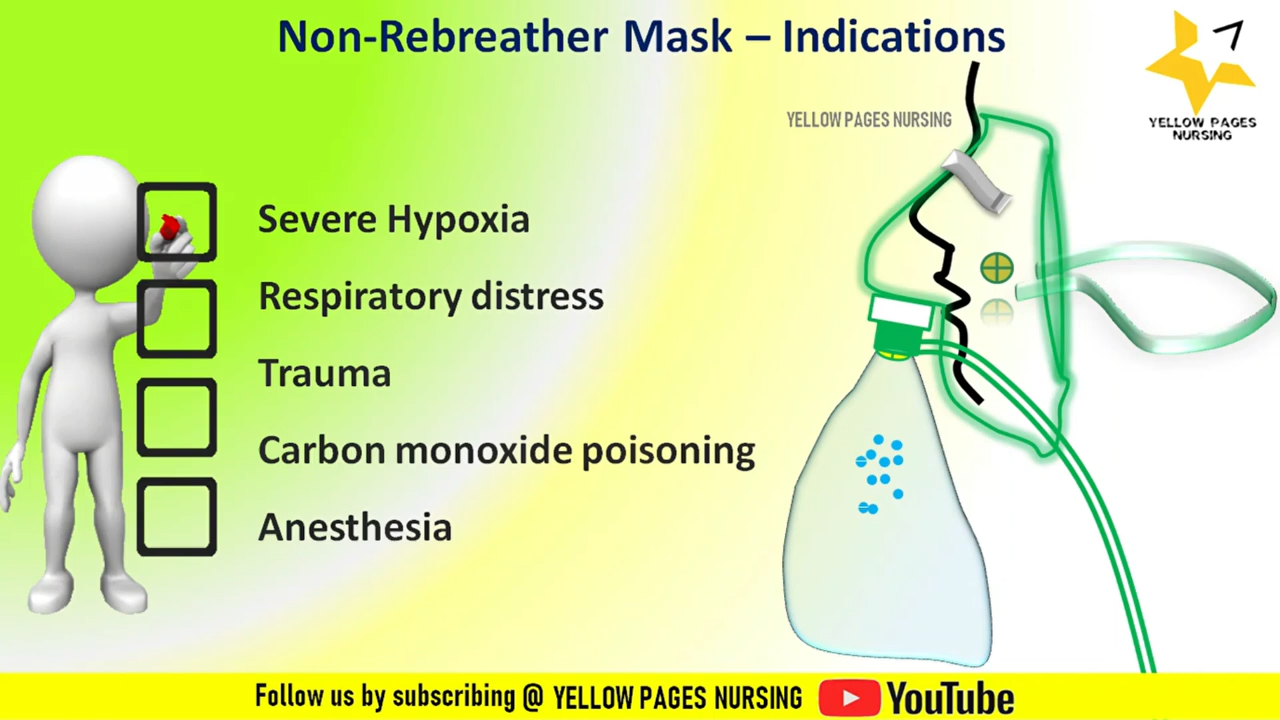 Non-Rebreather Mask – Indications
YELLOW PAGES NURSING
YELLOW PAGES
NURSING
Severe Hypoxia
Respiratory distress
Trauma
Carbon monoxide poisoning
Anesthesia
Follow us by subscribing @ YELLOW PAGES NURSING YouTube